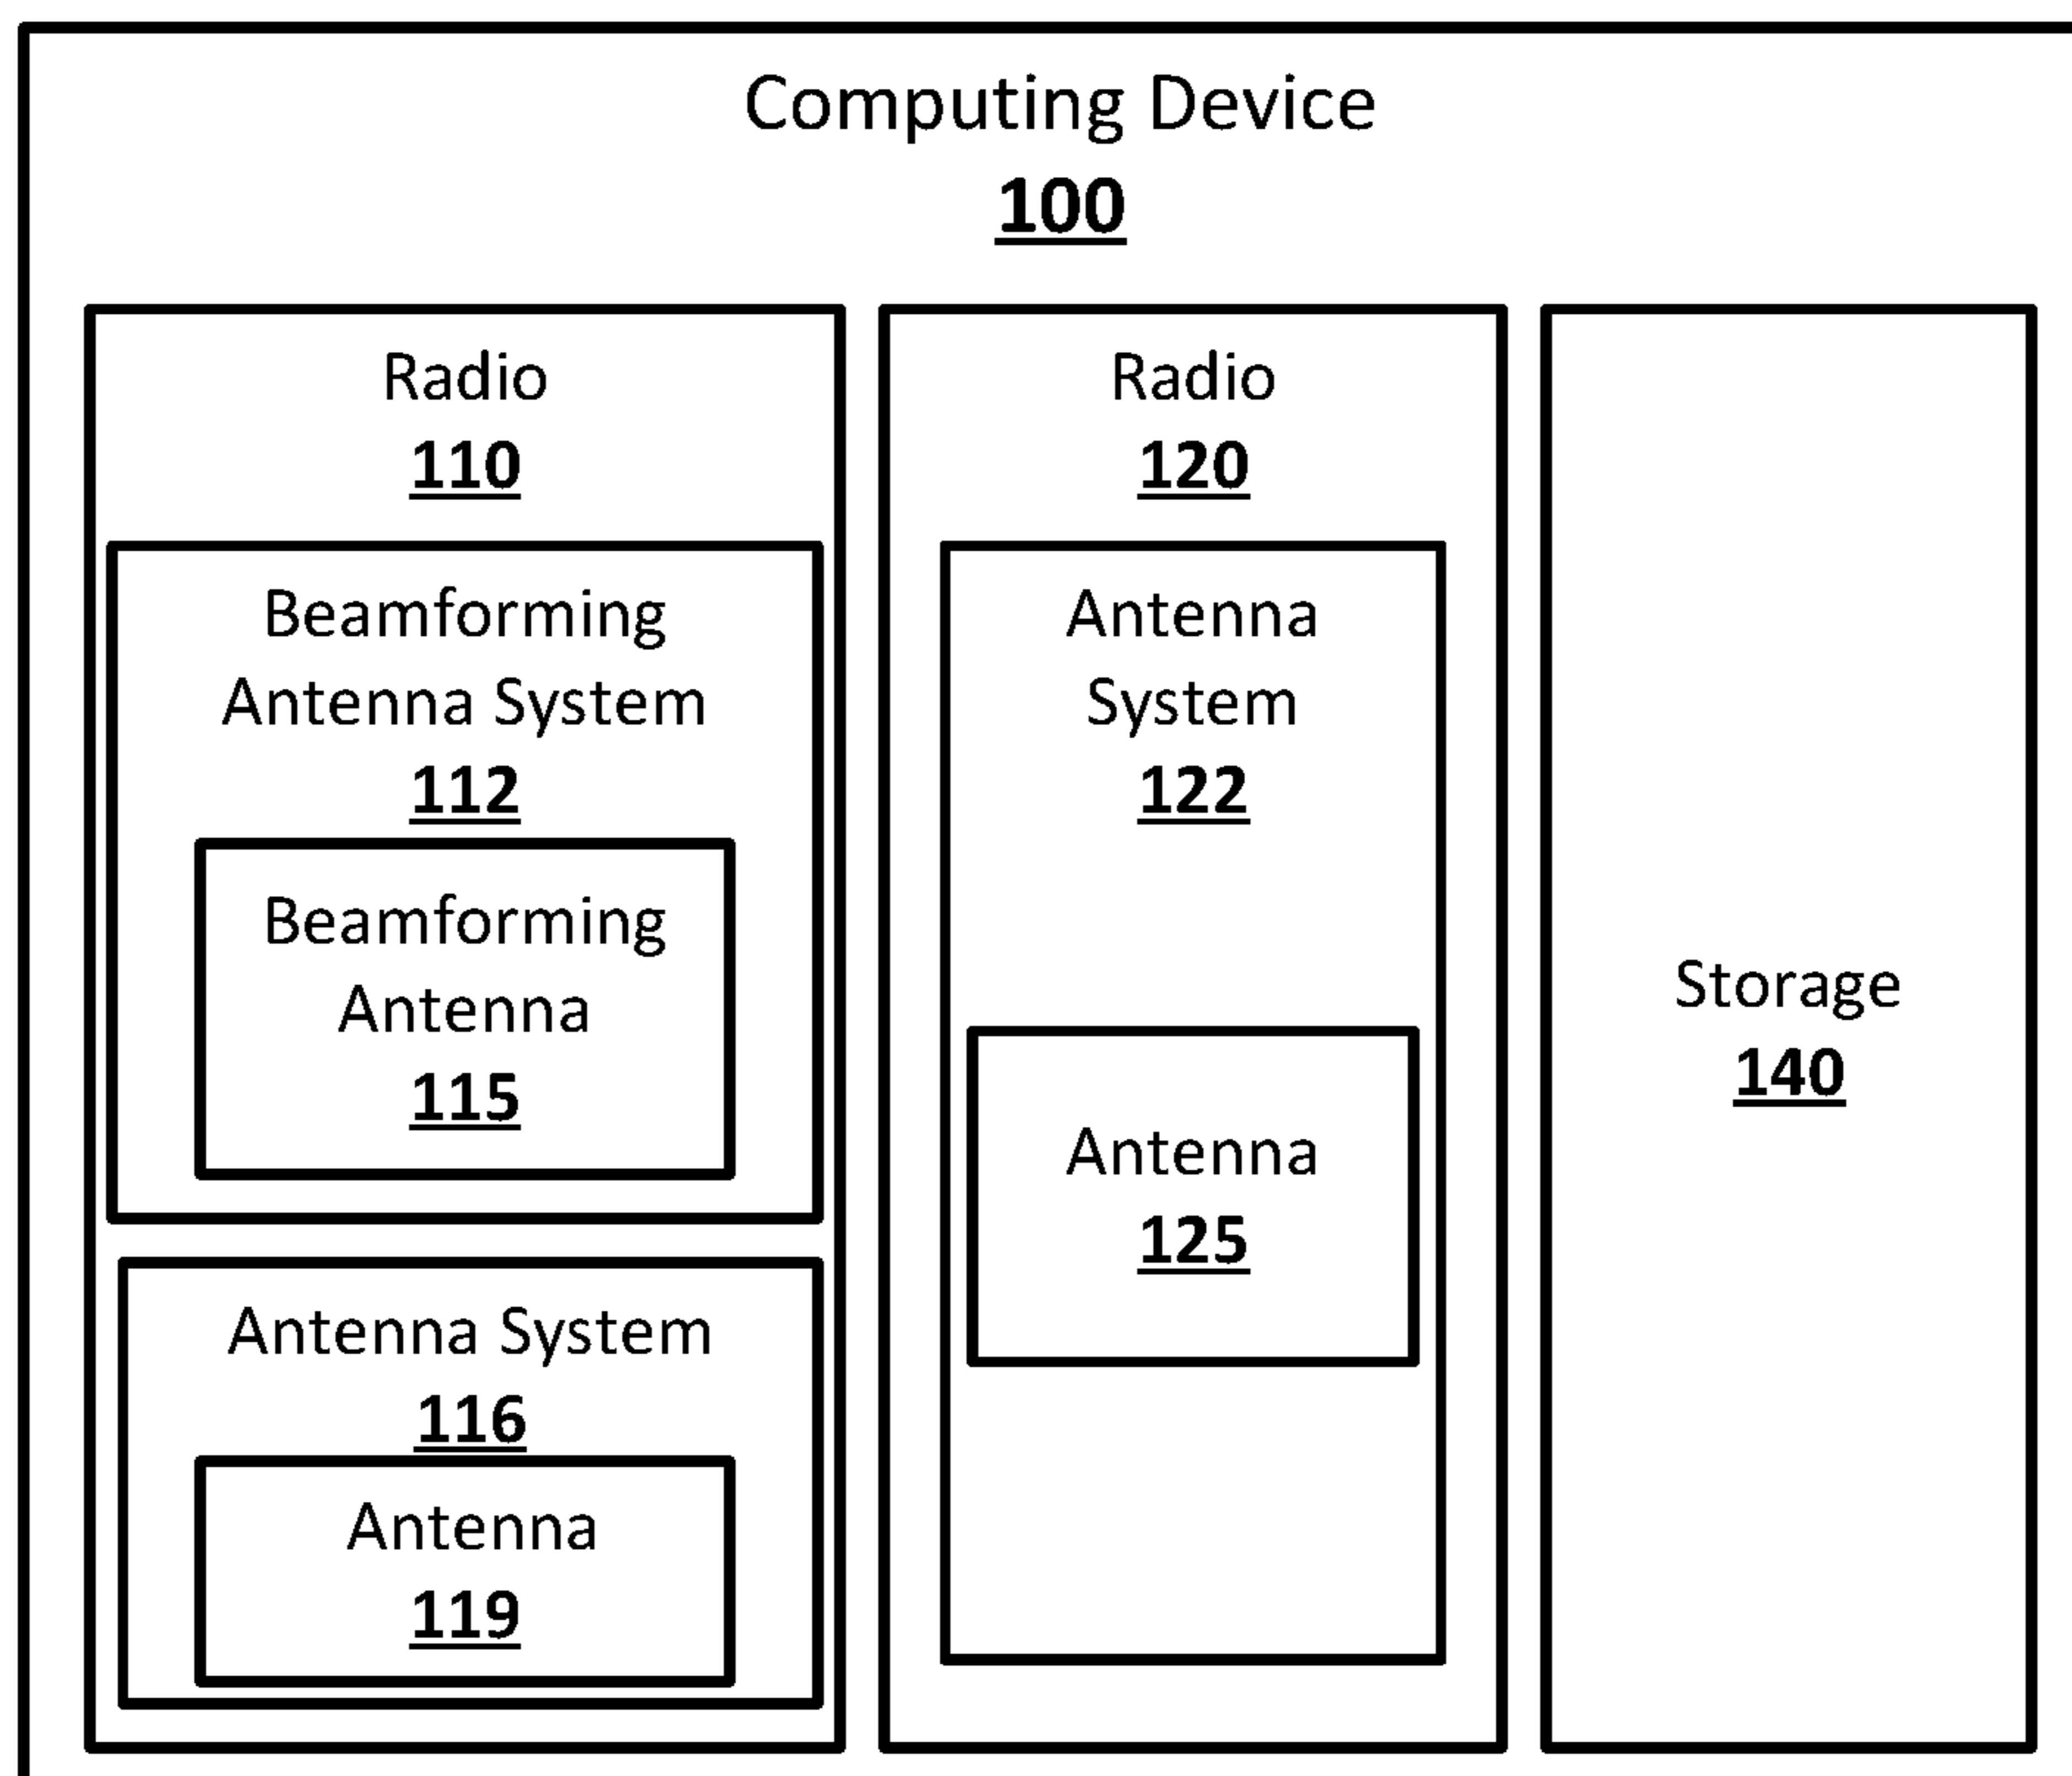 Computing Device
100
Radio
110
Beamforming
Antenna System
112
Beamforming
Antenna
115
Antenna System
116
Antenna
119
Radio
120
Antenna
System
122
Antenna
125
Storage
140